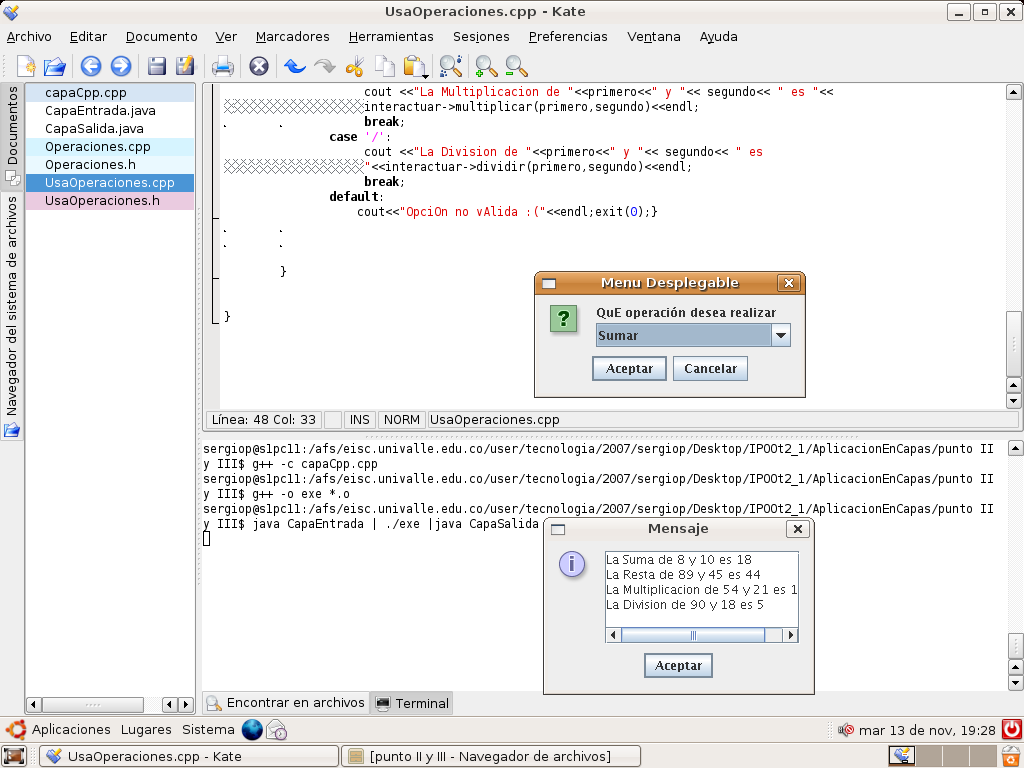 UsaOperaciones.cpp - Kate
Archivo Editar Documento Ver Marcadores Herramientas Sesiones Preferencias Ventana Ayuda
Documentos
Navegador del sistema de archivos
capaCpp.cpp
CapaEntrada.java
CapaSalida.java
Operaciones.cpp
Operaciones.h
UsaOperaciones.cpp
UsaOperaciones.h
cout <<"La Multiplicacion de "<<primero<<" y "<< segundo<< " es "<<
interactuar->multiplicar(primero,segundo)<<endl;
break;
case '/':
cout <<"La Division de "<<primero<<" y "<< segundo<< " es
"<<interactuar->dividir(primero,segundo)<<endl;
break;
default:
cout<<"OpciOn no vAlida :("<<endl;exit(0);}
}
}
Menu Desplegable
QuE operación desea realizar
Sumar
Aceptar Cancelar
Línea: 48 Col: 33 INS NORM UsaOperaciones.cpp
sergiop@s1pc11:/afs/eisc.univalle.edu.co/user/tecnologia/2007/sergiop/Desktop/IPOOt2_1/AplicacionEnCapas/punto II
y III$ g++ -c capaCpp.cpp
sergiop@s1pc11:/afs/eisc.univalle.edu.co/user/tecnologia/2007/sergiop/Desktop/IPOOt2_1/AplicacionEnCapas/punto II
y III$ g++ -o exe *.o
sergiop@s1pc11:/afs/eisc.univalle.edu.co/user/tecnologia/2007/sergiop/Desktop/IPOOt2_1/AplicacionEnCapas/punto II
y III$ java CapaEntrada | ./exe |java CapaSalida
Mensaje
La Suma de 8 y 10 es 18
La Resta de 89 y 45 es 44
La Multiplicacion de 54 y 21 es 1
La Division de 90 y 18 es 5
Aceptar
Encontrar en archivos Terminal
Aplicaciones Lugares Sistema mar 13 de nov, 19:28
UsaOperaciones.cpp - Kate [punto II y III - Navegador de archivos]